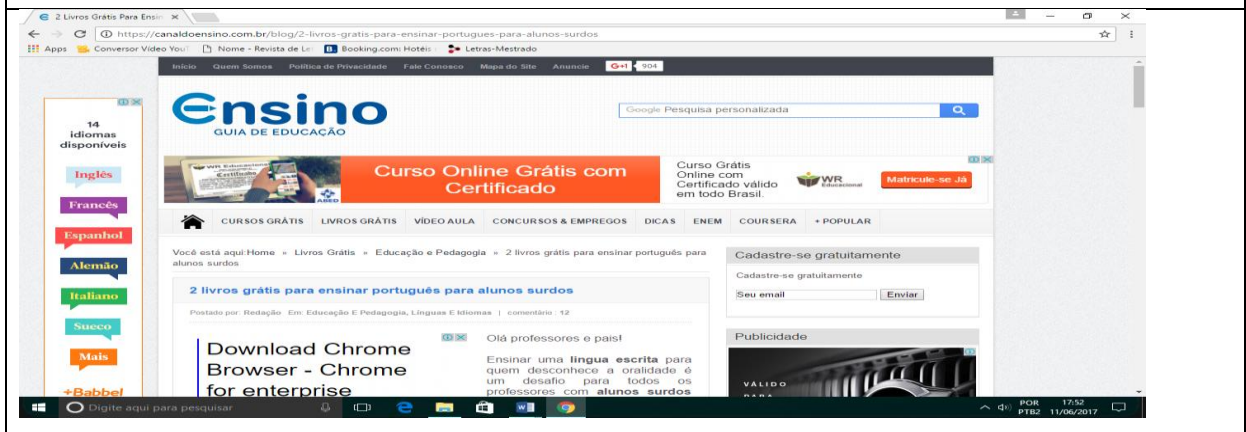 2 Livros Grátis Para Ensin
https://canaldoensino.com.br/blog/2-livros-gratis-para-ensinar-portugues-para-alunos-surdos
Apps Conversor Vídeo You Nome - Revista de Le Booking.com: Hotéis Letras-Mestrado
Início Quem Somos Política de Privacidade Fale Conosco Mapa do Site Anuncie G+1 904
Ensino
GUIA DE EDUCAÇÃO
Google Pesquisa personalizada
14
idiomas
disponíveis
Inglês
Francês
Espanhol
Alemão
Italiano
Sueco
Mais
+Babbel
WR Educacional
Certificado
ABED
Curso Online Grátis com
Certificado
Curso Grátis
Online com
Certificado válido
em todo Brasil.
WR
Educacional
Matricule-se Já
CURSOS GRÁTIS LIVROS GRÁTIS VÍDEO AULA CONCURSOS & EMPREGOS DICAS ENEM COURSERA + POPULAR
Você está aqui:Home » Livros Grátis » Educação e Pedagogia » 2 livros grátis para ensinar português para
alunos surdos
2 livros grátis para ensinar português para alunos surdos
Postado por: Redação Em: Educação E Pedagogia, Línguas E Idiomas | comentário : 12
Download Chrome
Browser - Chrome
for enterprise
Olá professores e pais!
Ensinar uma língua escrita para
quem desconhece a oralidade é
um desafio para todos os
professores com alunos surdos
Cadastre-se gratuitamente
Cadastre-se gratuitamente
Seu email Enviar
Publicidade
VÁLIDO
PARA
Digite aqui para pesquisar
POR 17:52
PTB2 11/06/2017